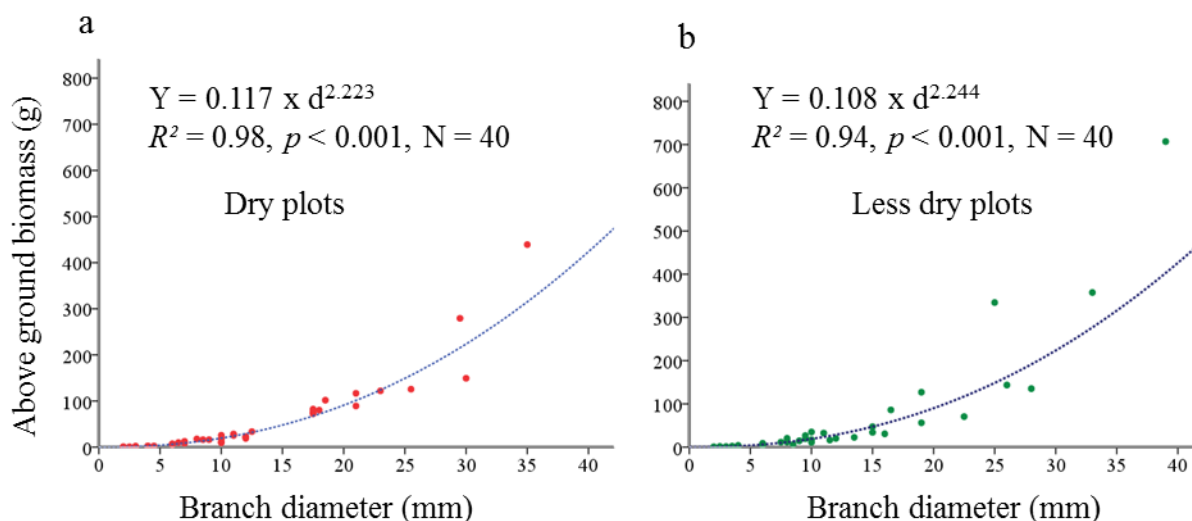 a
Y = 0.117 x d^2.223
R² = 0.98, p < 0.001, N = 40
Dry plots
Above ground biomass (g)
800
700
600
500
400
300
200
100
0
0 5 10 15 20 25 30 35 40
Branch diameter (mm)
b
Y = 0.108 x d^2.244
R² = 0.94, p < 0.001, N = 40
Less dry plots
800
700
600
500
400
300
200
100
0
0 5 10 15 20 25 30 35 40
Branch diameter (mm)